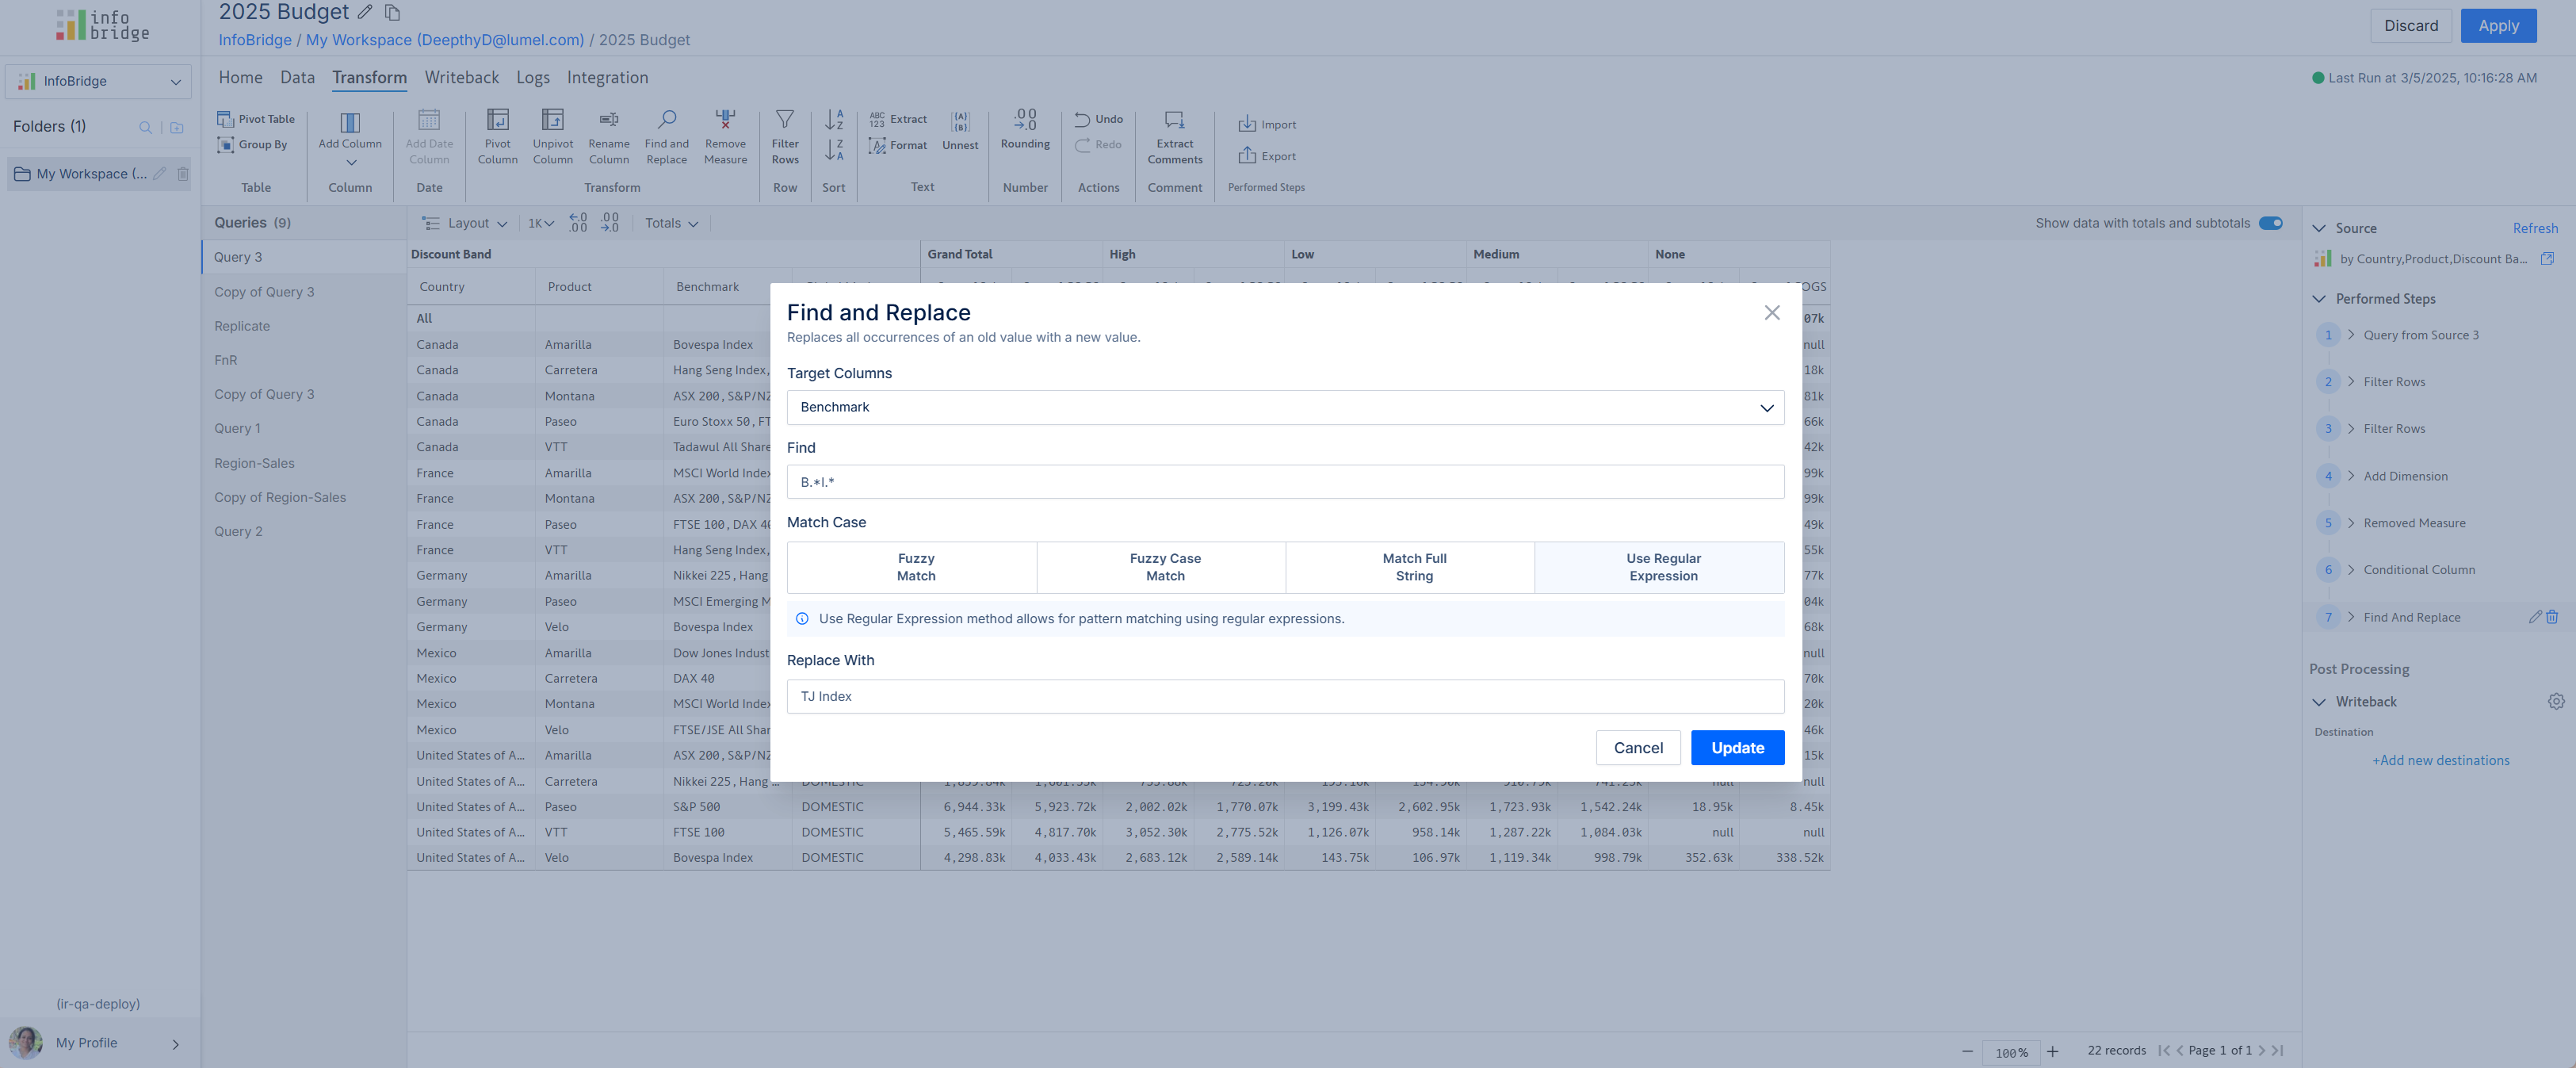 info
bridge
2025 Budget
InfoBridge / My Workspace (DeepthyD@lumel.com) / 2025 Budget
Discard
Apply
InfoBridge
Home Data Transform Writeback Logs Integration
Last Run at 3/5/2025, 10:16:28 AM
Folders (1)
My Workspace (...
Pivot Table
Group By
Table
Add Column
Column
Add Date
Column
Date
Pivot
Column
Unpivot
Column
Rename
Column
Find and
Replace
Remove
Measure
Transform
Filter
Rows
Row
Sort
Extract
Format
Unnest
Text
Rounding
Number
Undo
Redo
Actions
Extract
Comments
Comment
Import
Export
Performed Steps
Queries (9)
Query 3
Copy of Query 3
Replicate
FnR
Copy of Query 3
Query 1
Region-Sales
Copy of Region-Sales
Query 2
Layout 1K Totals
Show data with totals and subtotals
Discount Band Grand Total High Low Medium None
Country Product Benchmark OGS
All 07k
Canada Amarilla Bovespa Index null
Canada Carretera Hang Seng Index, 18k
Canada Montana ASX 200, S&P/NZ 81k
Canada Paseo Euro Stoxx 50, FT 66k
Canada VTT Tadawul All Share 42k
France Amarilla MSCI World Index 99k
France Montana ASX 200, S&P/NZ 99k
France Paseo FTSE 100, DAX 40 49k
France VTT Hang Seng Index, 55k
Germany Amarilla Nikkei 225, Hang 77k
Germany Paseo MSCI Emerging M 04k
Germany Velo Bovespa Index 68k
Mexico Amarilla Dow Jones Indust null
Mexico Carretera DAX 40 70k
Mexico Montana MSCI World Index 20k
Mexico Velo FTSE/JSE All Shar 46k
United States of A... Amarilla ASX 200, S&P/NZ 15k
United States of A... Carretera Nikkei 225, Hang ... DOMESTIC null
United States of A... Paseo S&P 500 DOMESTIC 6,944.33k 5,923.72k 2,002.02k 1,770.07k 3,199.43k 2,602.95k 1,723.93k 1,542.24k 18.95k 8.45k
United States of A... VTT FTSE 100 DOMESTIC 5,465.59k 4,817.70k 3,052.30k 2,775.52k 1,126.07k 958.14k 1,287.22k 1,084.03k null null
United States of A... Velo Bovespa Index DOMESTIC 4,298.83k 4,033.43k 2,683.12k 2,589.14k 143.75k 106.97k 1,119.34k 998.79k 352.63k 338.52k
Find and Replace
Replaces all occurrences of an old value with a new value.
Target Columns
Benchmark
Find
B.*I.*
Match Case
Fuzzy
Match
Fuzzy Case
Match
Match Full
String
Use Regular
Expression
Use Regular Expression method allows for pattern matching using regular expressions.
Replace With
TJ Index
Cancel
Update
Source
Refresh
by Country,Product,Discount Ba...
Performed Steps
1 Query from Source 3
2 Filter Rows
3 Filter Rows
4 Add Dimension
5 Removed Measure
6 Conditional Column
7 Find And Replace
Post Processing
Writeback
Destination
+Add new destinations
(ir-qa-deploy)
My Profile
100%
22 records
Page 1 of 1